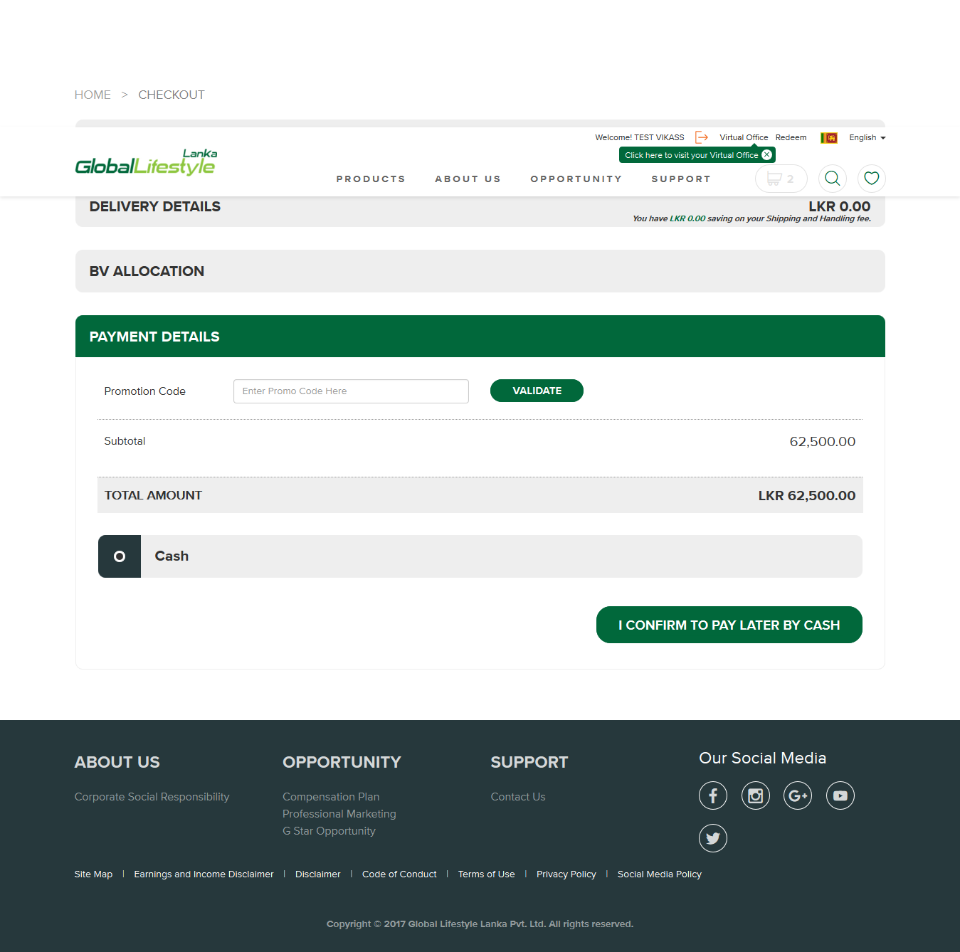 HOME > CHECKOUT
Welcome! TEST VIKASS Virtual Office Redeem English
Click here to visit your Virtual Office
Lanka
GlobalLifestyle
PRODUCTS ABOUT US OPPORTUNITY SUPPORT 2
DELIVERY DETAILS LKR 0.00
You have LKR 0.00 saving on your Shipping and Handling fee.
BV ALLOCATION
PAYMENT DETAILS
Promotion Code Enter Promo Code Here VALIDATE
Subtotal 62,500.00
TOTAL AMOUNT LKR 62,500.00
Cash
I CONFIRM TO PAY LATER BY CASH
ABOUT US
Corporate Social Responsibility
OPPORTUNITY
Compensation Plan
Professional Marketing
G Star Opportunity
SUPPORT
Contact Us
Our Social Media
Site Map | Earnings and Income Disclaimer | Disclaimer | Code of Conduct | Terms of Use | Privacy Policy | Social Media Policy
Copyright © 2017 Global Lifestyle Lanka Pvt. Ltd. All rights reserved.